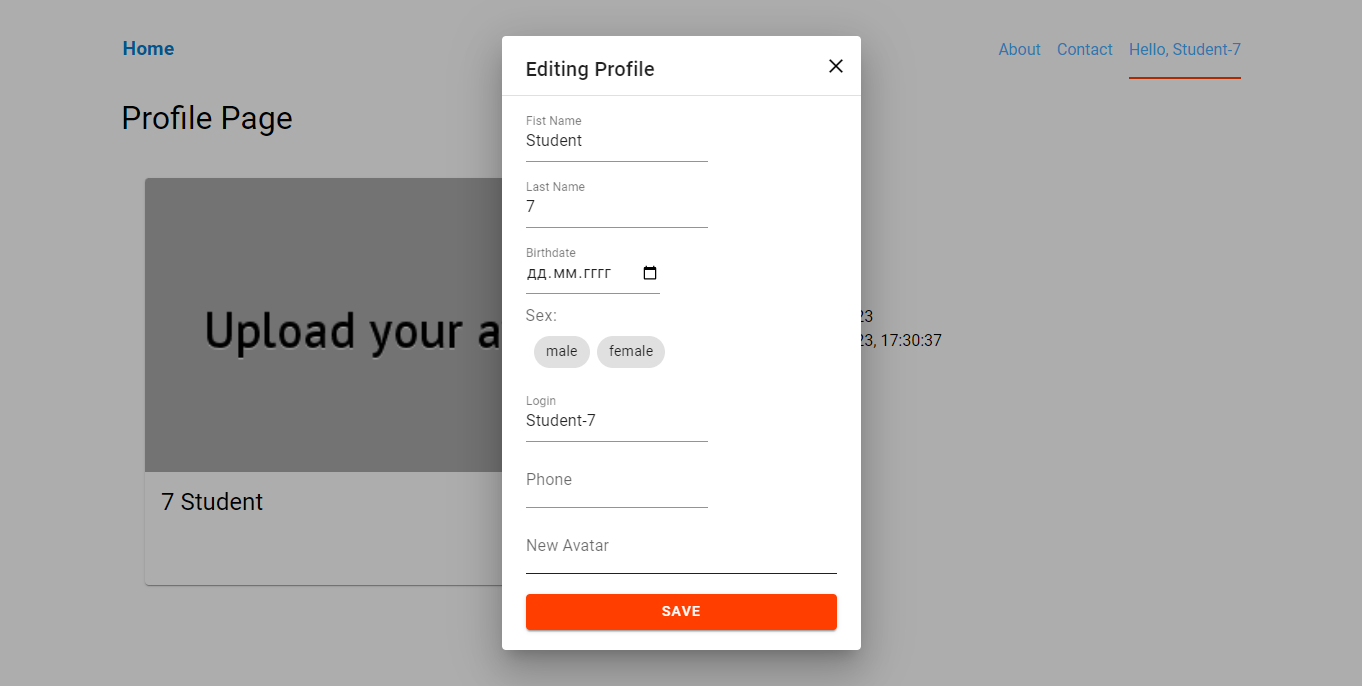 Home
About Contact Hello, Student-7
Profile Page
Upload your a
7 Student
23
23, 17:30:37
Editing Profile
Fist Name
Student
Last Name
7
Birthdate
дд.мм.гггг
Sex:
male female
Login
Student-7
Phone
New Avatar
SAVE